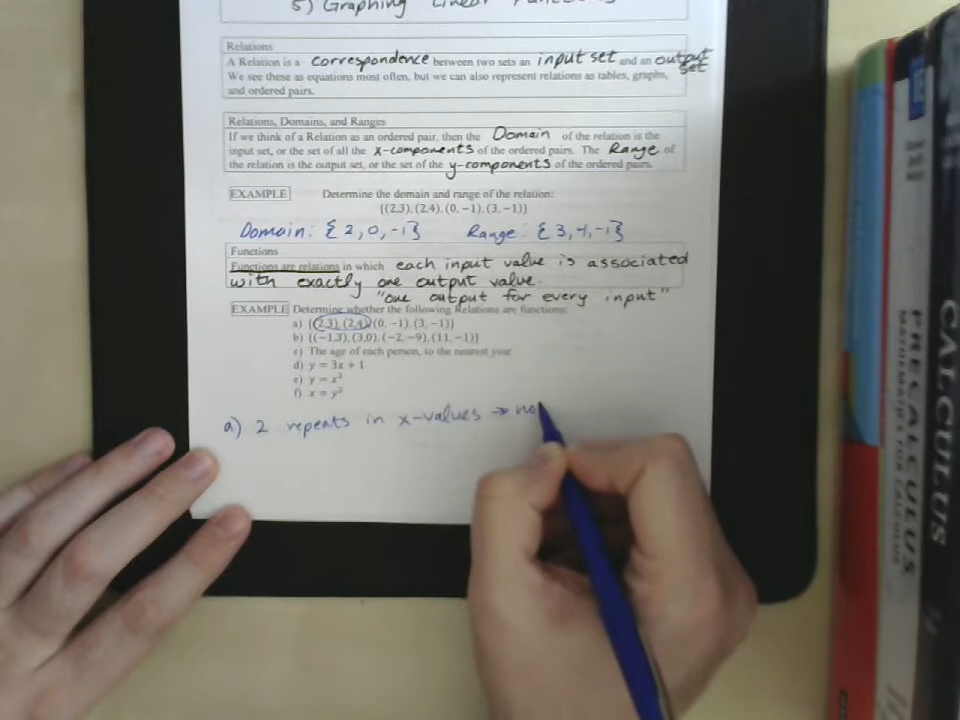 5) Graphing Linear Functions
Relations
A Relation is a correspondence between two sets an input set and an output set
We see these as equations most often, but we can also represent relations as tables, graphs,
and ordered pairs.
Relations, Domains, and Ranges
If we think of a Relation as an ordered pair, then the Domain of the relation is the
input set, or the set of all the x-components of the ordered pairs. The Range of
the relation is the output set, or the set of the y-components of the ordered pairs.
EXAMPLE Determine the domain and range of the relation:
{(2,3), (2,4), (0, −1), (3, −1)}
Domain: { 2, 0, -1} Range: { 3, 4, -1}
Functions
Functions are relations in which each input value is associated
with exactly one output value.
"one output for every input"
EXAMPLE Determine whether the following Relations are functions:
a) {(2,3), (2,4), (0, −1), (3, −1)}
b) {(−1,3), (3,0), (−2, −9), (11, −1)}
c) The age of each person, to the nearest year
d) y = 3x + 1
e) y = x²
f) x = y²
a) 2 repeats in x-values → no
PRECALCULUS
MATHEMATICS FOR CALCULUS
CALCULUS